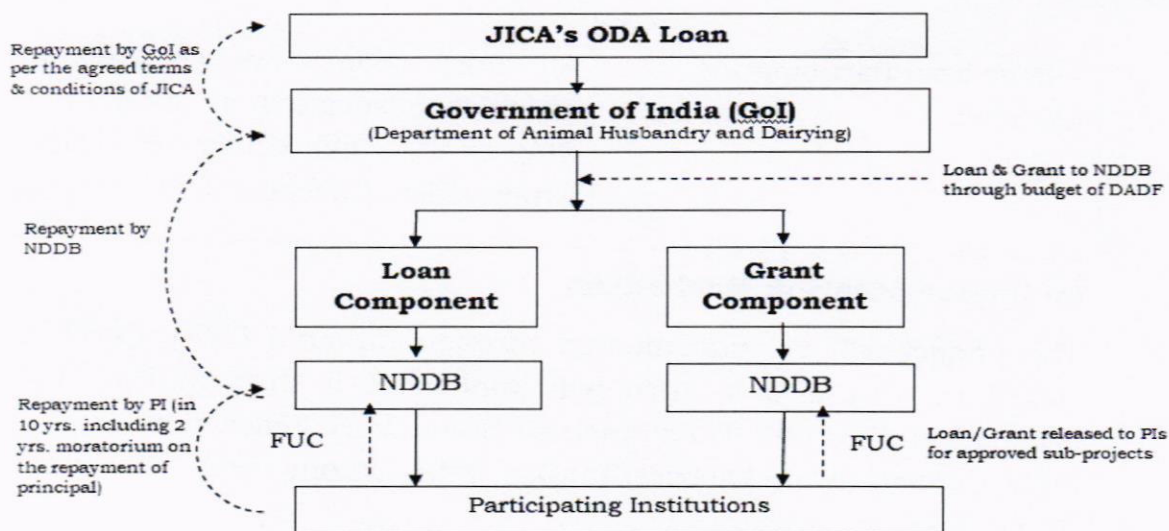 JICA's ODA Loan
Repayment by GoI as
per the agreed terms
& conditions of JICA
Government of India (GoI)
(Department of Animal Husbandry and Dairying)
Loan & Grant to NDDB
through budget of DADF
Repayment by
NDDB
Loan
Component
Grant
Component
NDDB
NDDB
Repayment by PI (in
10 yrs. including 2
yrs. moratorium on
the repayment of
principal)
FUC
FUC
Loan/Grant released to PIs
for approved sub-projects
Participating Institutions